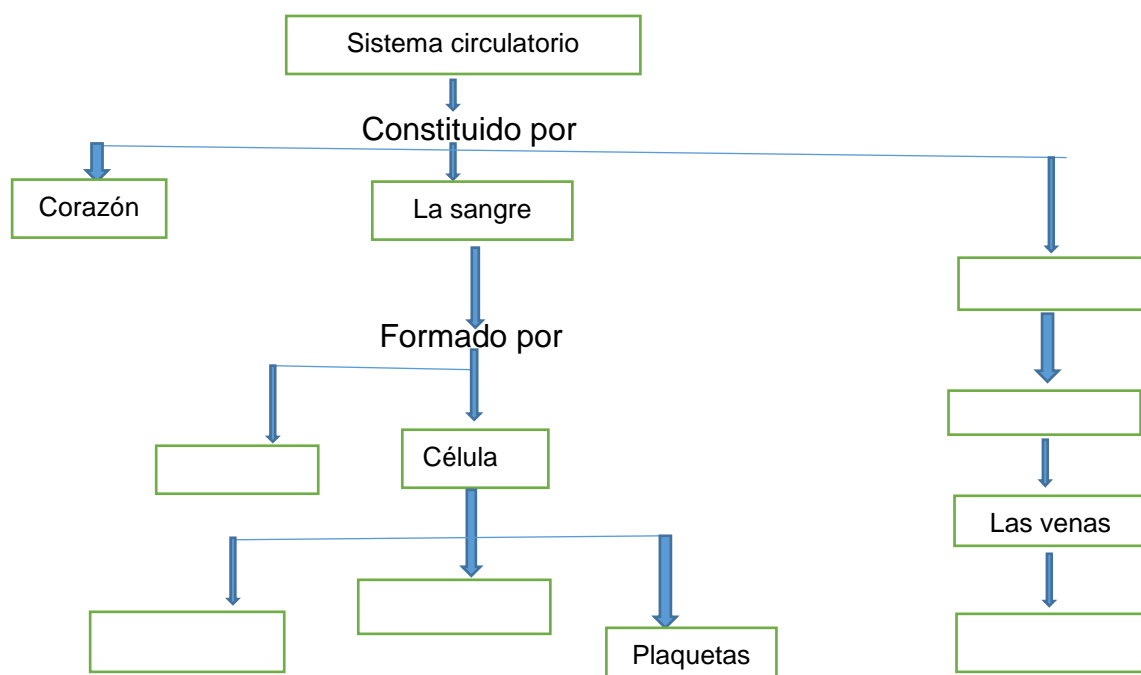 Sistema circulatorio
Constituido por
Corazón
La sangre
Formado por
Célula
Las venas
Plaquetas